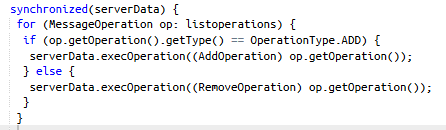 synchronized(serverData) {
for (MessageOperation op: listoperations) {
if (op.getOperation().getType() == OperationType.ADD) {
serverData.execOperation((AddOperation) op.getOperation());
} else {
serverData.execOperation((RemoveOperation) op.getOperation());
}
}